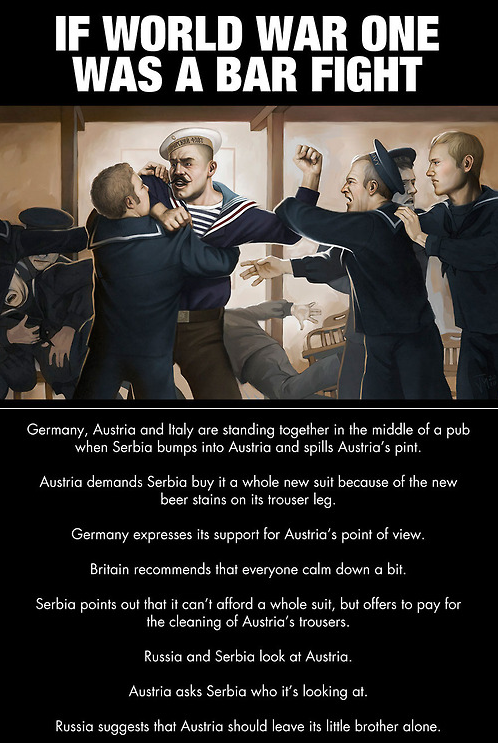 IF WORLD WAR ONE
WAS A BAR FIGHT
Germany, Austria and Italy are standing together in the middle of a pub
when Serbia bumps into Austria and spills Austria's pint.
Austria demands Serbia buy it a whole new suit because of the new
beer stains on its trouser leg.
Germany expresses its support for Austria's point of view.
Britain recommends that everyone calm down a bit.
Serbia points out that it can't afford a whole suit, but offers to pay for
the cleaning of Austria's trousers.
Russia and Serbia look at Austria.
Austria asks Serbia who it's looking at.
Russia suggests that Austria should leave its little brother alone.